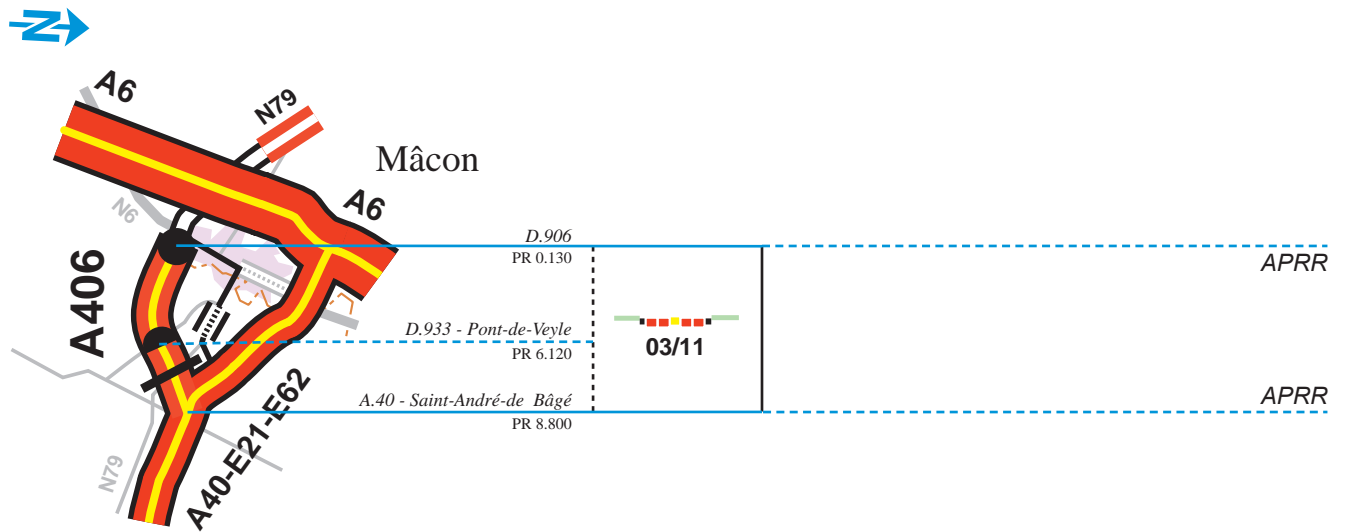 N
A6
N79
Mâcon
A6
N6
A406
D.906
PR 0.130
APRR
D.933 - Pont-de-Veyle
PR 6.120
03/11
A.40 - Saint-André-de Bâgé
PR 8.800
APRR
A40-E21-E62
N79